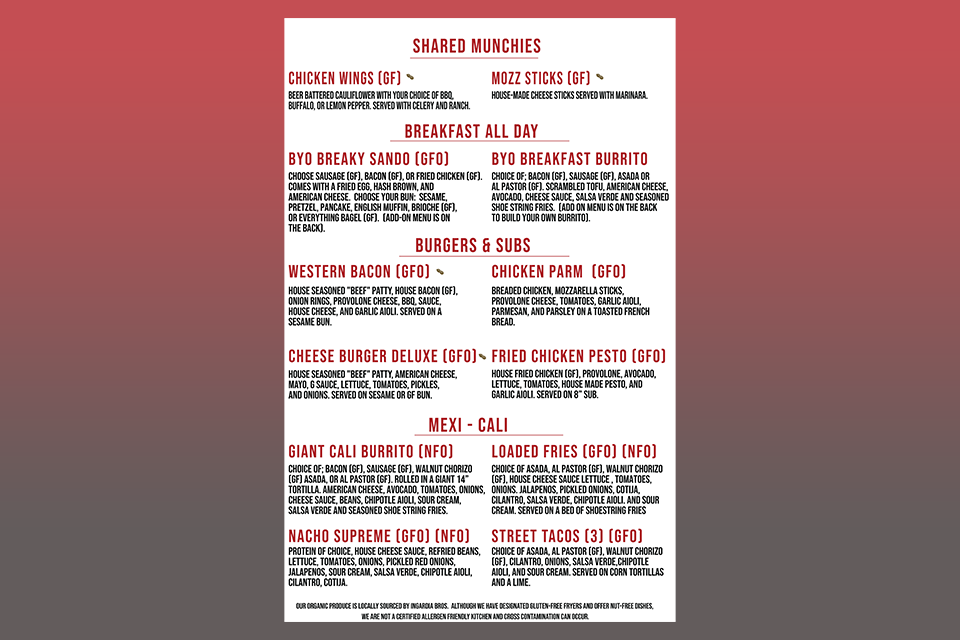 SHARED MUNCHIES
CHICKEN WINGS (GF)
BEER BATTERED CAULIFLOWER WITH YOUR CHOICE OF BBQ,
BUFFALO, OR LEMON PEPPER. SERVED WITH CELERY AND RANCH.
MOZZ STICKS (GF)
HOUSE-MADE CHEESE STICKS SERVED WITH MARINARA.
BREAKFAST ALL DAY
BYO BREAKY SANDO (GFO)
CHOOSE SAUSAGE (GF), BACON (GF), OR FRIED CHICKEN (GF).
COMES WITH A FRIED EGG, HASH BROWN, AND
AMERICAN CHEESE. CHOOSE YOUR BUN: SESAME,
PRETZEL, PANCAKE, ENGLISH MUFFIN, BRIOCHE (GF),
OR EVERYTHING BAGEL (GF). (ADD-ON MENU IS ON
THE BACK).
BYO BREAKFAST BURRITO
CHOICE OF; BACON (GF), SAUSAGE (GF), ASADA OR
AL PASTOR (GF). SCRAMBLED TOFU, AMERICAN CHEESE,
AVOCADO, CHEESE SAUCE, SALSA VERDE AND SEASONED
SHOE STRING FRIES. (ADD ON MENU IS ON THE BACK
TO BUILD YOUR OWN BURRITO).
BURGERS & SUBS
WESTERN BACON (GFO)
HOUSE SEASONED "BEEF" PATTY, HOUSE BACON (GF),
ONION RINGS, PROVOLONE CHEESE, BBQ, SAUCE,
HOUSE CHEESE, AND GARLIC AIOLI. SERVED ON A
SESAME BUN.
CHICKEN PARM (GFO)
BREADED CHICKEN, MOZZARELLA STICKS,
PROVOLONE CHEESE, TOMATOES, GARLIC AIOLI,
PARMESAN, AND PARSLEY ON A TOASTED FRENCH
BREAD.
CHEESE BURGER DELUXE (GFO)
HOUSE SEASONED "BEEF" PATTY, AMERICAN CHEESE,
MAYO, G SAUCE, LETTUCE, TOMATOES, PICKLES,
AND ONIONS. SERVED ON SESAME OR GF BUN.
FRIED CHICKEN PESTO (GFO)
HOUSE FRIED CHICKEN (GF), PROVOLONE, AVOCADO,
LETTUCE, TOMATOES, HOUSE MADE PESTO, AND
GARLIC AIOLI. SERVED ON 8" SUB.
MEXI - CALI
GIANT CALI BURRITO (NFO)
CHOICE OF; BACON (GF), SAUSAGE (GF), WALNUT CHORIZO
(GF) ASADA, OR AL PASTOR (GF). ROLLED IN A GIANT 14"
TORTILLA. AMERICAN CHEESE, AVOCADO, TOMATOES, ONIONS,
CHEESE SAUCE, BEANS, CHIPOTLE AIOLI, SOUR CREAM,
SALSA VERDE AND SEASONED SHOE STRING FRIES.
LOADED FRIES (GFO) (NFO)
CHOICE OF ASADA, AL PASTOR (GF), WALNUT CHORIZO
(GF), HOUSE CHEESE SAUCE LETTUCE , TOMATOES,
ONIONS. JALAPENOS, PICKLED ONIONS, COTIJA,
CILANTRO, SALSA VERDE, CHIPOTLE AIOLI. AND SOUR
CREAM. SERVED ON A BED OF SHOESTRING FRIES
NACHO SUPREME (GFO) (NFO)
PROTEIN OF CHOICE, HOUSE CHEESE SAUCE, REFRIED BEANS,
LETTUCE, TOMATOES, ONIONS, PICKLED RED ONIONS,
JALAPENOS, SOUR CREAM, SALSA VERDE, CHIPOTLE AIOLI,
CILANTRO, COTIJA.
STREET TACOS (3) (GFO)
CHOICE OF ASADA, AL PASTOR (GF), WALNUT CHORIZO
(GF), CILANTRO, ONIONS, SALSA VERDE,CHIPOTLE
AIOLI, AND SOUR CREAM. SERVED ON CORN TORTILLAS
AND A LIME.
OUR ORGANIC PRODUCE IS LOCALLY SOURCED BY INGARDIA BROS. ALTHOUGH WE HAVE DESIGNATED GLUTEN-FREE FRYERS AND OFFER NUT-FREE DISHES,
WE ARE NOT A CERTIFIED ALLERGEN FRIENDLY KITCHEN AND CROSS CONTAMINATION CAN OCCUR.